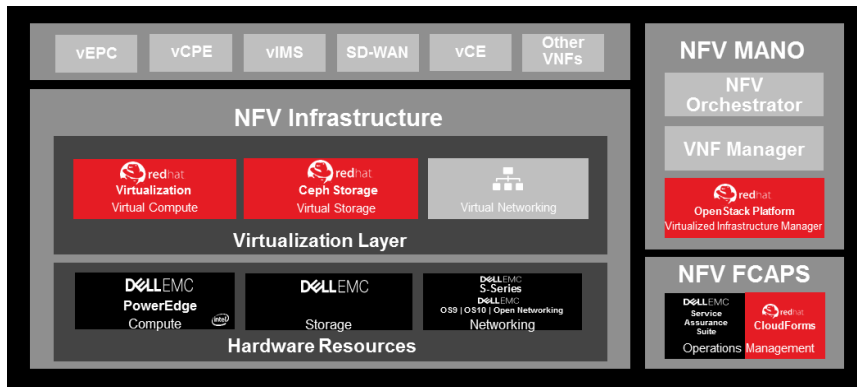 vEPC
vCPE
vIMS
SD-WAN
vCE
Other
VNFs
NFV Infrastructure
redhat
Virtualization
Virtual Compute
redhat
Ceph Storage
Virtual Storage
Virtual Networking
Virtualization Layer
DELLEMC
PowerEdge
Compute
intel
DELLEMC
Storage
DELLEMC
S-Series
DELLEMC
OS9 | OS10 | Open Networking
Networking
Hardware Resources
NFV MANO
NFV
Orchestrator
VNF Manager
redhat
OpenStack Platform
Virtualized Infrastructure Manager
NFV FCAPS
DELLEMC
Service
Assurance
Suite
redhat
CloudForms
Operations Management